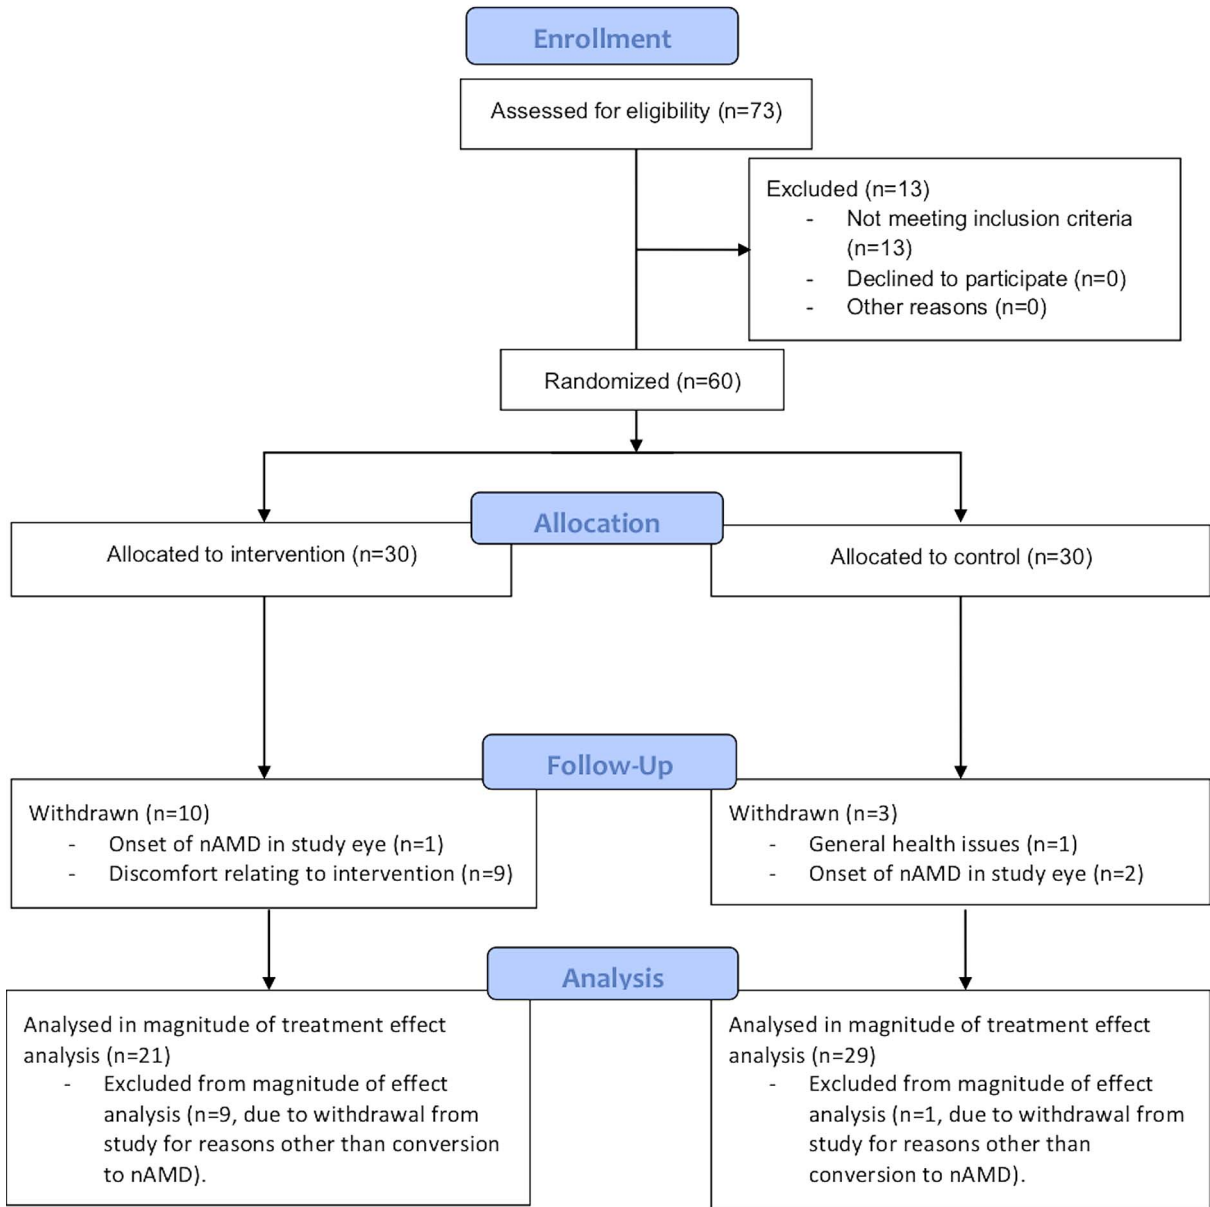 Enrollment
Assessed for eligibility (n=73)
Excluded (n=13)
- Not meeting inclusion criteria
(n=13)
- Declined to participate (n=0)
- Other reasons (n=0)
Randomized (n=60)
Allocation
Allocated to intervention (n=30)
Allocated to control (n=30)
Follow-Up
Withdrawn (n=10)
- Onset of nAMD in study eye (n=1)
- Discomfort relating to intervention (n=9)
Withdrawn (n=3)
- General health issues (n=1)
- Onset of nAMD in study eye (n=2)
Analysis
Analysed in magnitude of treatment effect
analysis (n=21)
- Excluded from magnitude of effect
analysis (n=9, due to withdrawal from
study for reasons other than conversion
to nAMD).
Analysed in magnitude of treatment effect
analysis (n=29)
- Excluded from magnitude of effect
analysis (n=1, due to withdrawal from
study for reasons other than
conversion to nAMD).